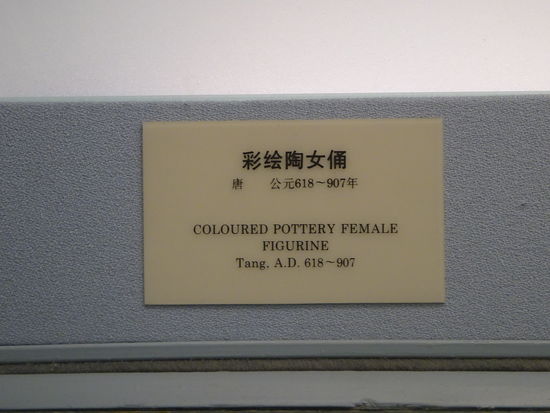 彩绘陶女俑
唐 公元618～907年
COLOURED POTTERY FEMALE
FIGURINE
Tang, A.D. 618～907